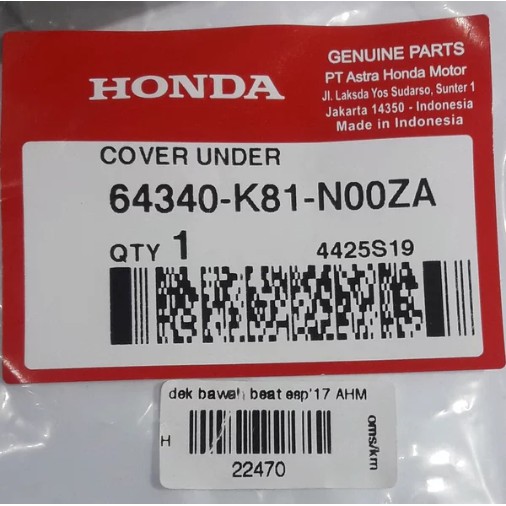 HONDA
GENUINE PARTS
PT Astra Honda Motor
Jl. Laksda Yos Sudarso, Sunter 1
Jakarta 14350 - Indonesia
Made in Indonesia
COVER UNDER
64340-K81-N00ZA
QTY 1
4425S19
dek bawah beat esp'17 AHM
H
oms/km
22470